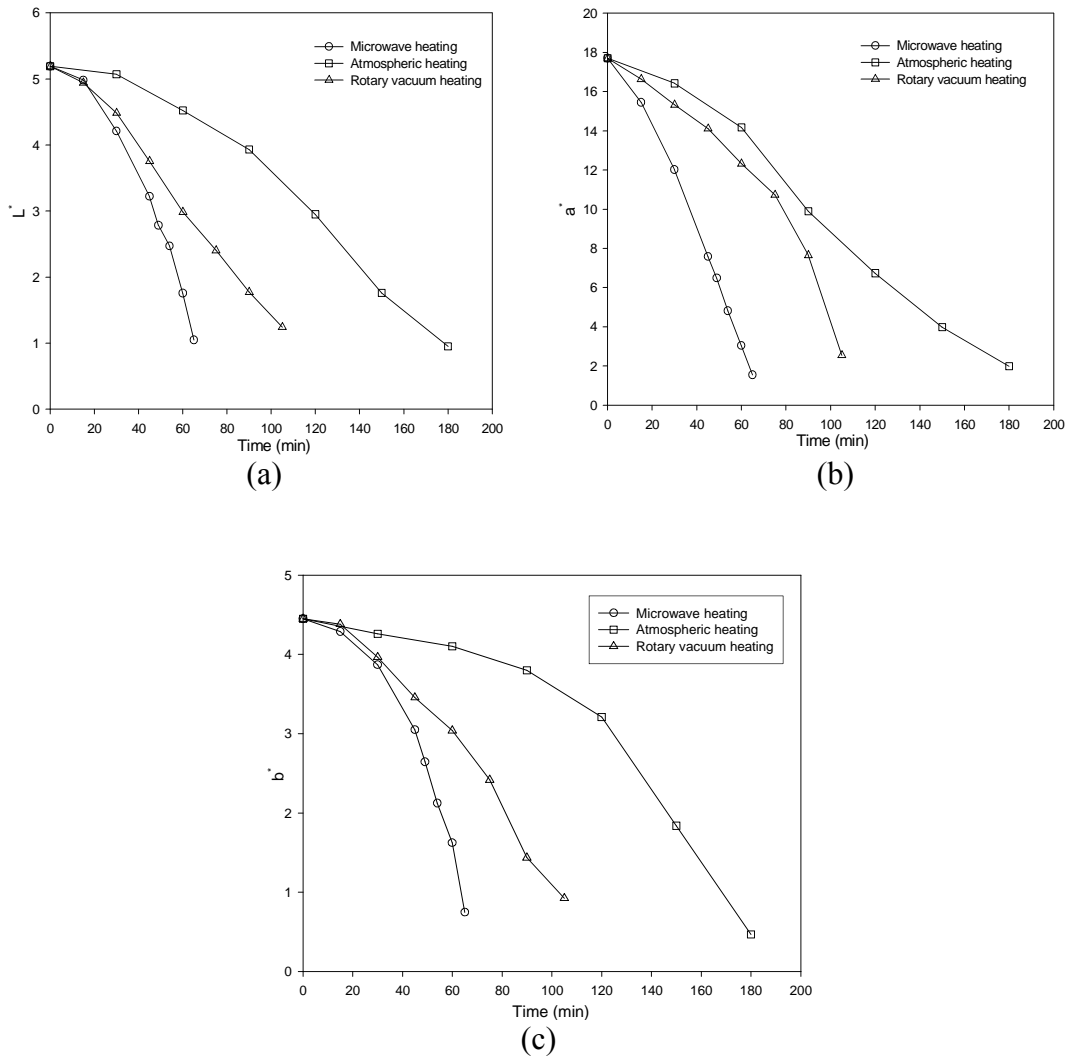 6
5
4
3
2
1
0
L*
Microwave heating
Atmospheric heating
Rotary vacuum heating
0 20 40 60 80 100 120 140 160 180 200
Time (min)
(a)
20
18
16
14
12
10
8
6
4
2
0
a*
Microwave heating
Atmospheric heating
Rotary vacuum heating
0 20 40 60 80 100 120 140 160 180 200
Time (min)
(b)
5
4
3
2
1
0
b*
Microwave heating
Atmospheric heating
Rotary vacuum heating
0 20 40 60 80 100 120 140 160 180 200
Time (min)
(c)